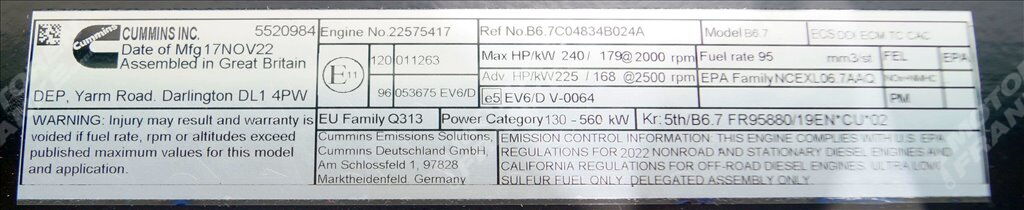 Cummins
CUMMINS INC. 5520984
Date of Mfg17NOV22
Assembled in Great Britain
DEP, Yarm Road. Darlington DL1 4PW
WARNING: Injury may result and warranty is
voided if fuel rate, rpm or altitudes exceed
published maximum values for this model
and application.
Engine No.22575417
Ref No.B6.7C04834B024A
Model B6.7
ECS DDI ECM TC CAC
E11
120 011263
96 053675 EV6/D
Max HP/kW 240 / 179@ 2000 rpm
Fuel rate 95 mm3/st
FEL EPA
Adv HP/kW225 / 168 @2500 rpm
EPA Family NCEXL06.7AAQ
NOx+NMHC
e5 EV6/D V-0064
PM
EU Family Q313
Power Category130 - 560 kW
Kr: 5th/B6.7 FR95880/19EN*CU*02
Cummins Emissions Solutions,
Cummins Deutschland GmbH,
Am Schlossfeld 1, 97828
Marktheidenfeld, Germany
EMISSION CONTROL INFORMATION: THIS ENGINE COMPLIES WITH U.S. EPA
REGULATIONS FOR 2022 NONROAD AND STATIONARY DIESEL ENGINES AND
CALIFORNIA REGULATIONS FOR OFF-ROAD DIESEL ENGINES. ULTRA LOW
SULFUR FUEL ONLY. DELEGATED ASSEMBLY ONLY